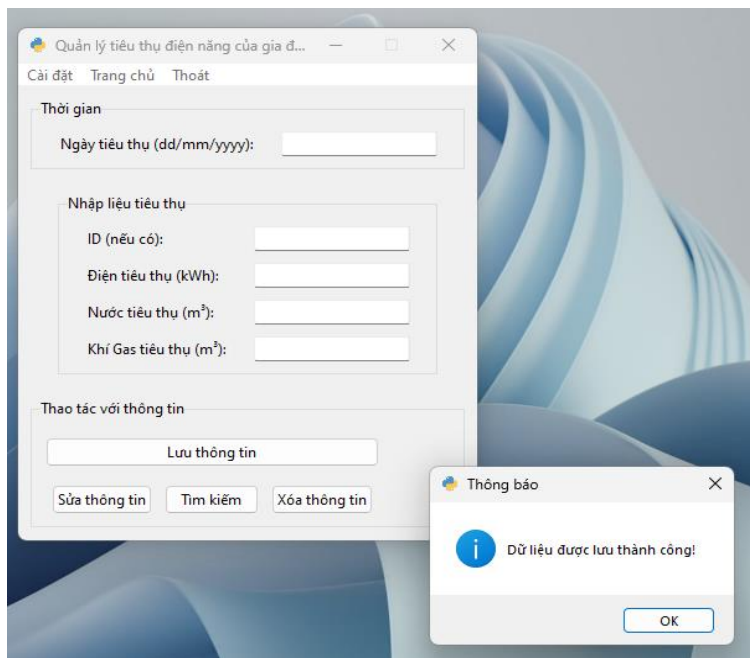 Quản lý tiêu thụ điện năng của gia đ...
Cài đặt Trang chủ Thoát
Thời gian
Ngày tiêu thụ (dd/mm/yyyy):
Nhập liệu tiêu thụ
ID (nếu có):
Điện tiêu thụ (kWh):
Nước tiêu thụ (m³):
Khí Gas tiêu thụ (m³):
Thao tác với thông tin
Lưu thông tin
Sửa thông tin Tìm kiếm Xóa thông tin
Thông báo
Dữ liệu được lưu thành công!
OK